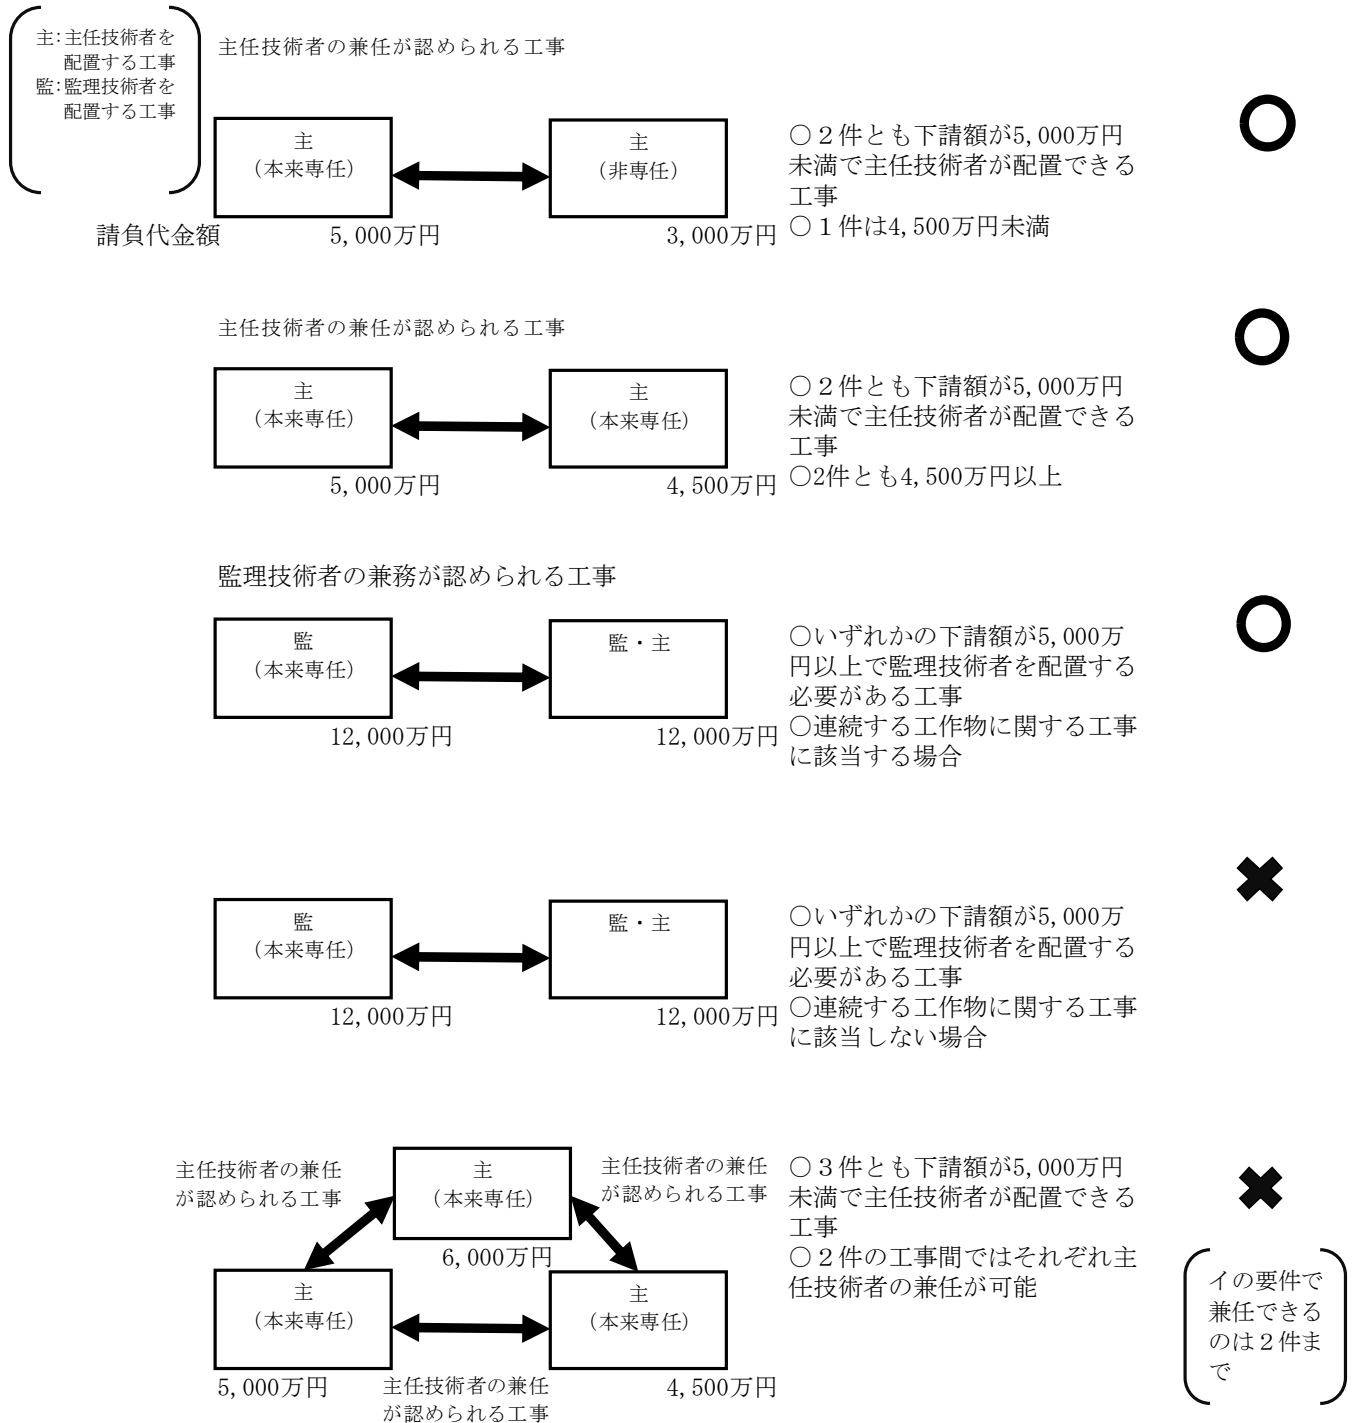 主:主任技術者を
配置する工事
監:監理技術者を
配置する工事
主任技術者の兼任が認められる工事
主
(本来専任)
主
(非専任)
請負代金額
5,000万円
3,000万円
○２件とも下請額が5,000万円
未満で主任技術者が配置できる
工事
○１件は4,500万円未満
主任技術者の兼任が認められる工事
主
(本来専任)
主
(本来専任)
5,000万円
4,500万円
○２件とも下請額が5,000万円
未満で主任技術者が配置できる
工事
○2件とも4,500万円以上
監理技術者の兼務が認められる工事
監
(本来専任)
監・主
12,000万円
12,000万円
○いずれかの下請額が5,000万
円以上で監理技術者を配置する
必要がある工事
○連続する工作物に関する工事
に該当する場合
監
(本来専任)
監・主
12,000万円
12,000万円
○いずれかの下請額が5,000万
円以上で監理技術者を配置する
必要がある工事
○連続する工作物に関する工事
に該当しない場合
主任技術者の兼任
が認められる工事
主
(本来専任)
6,000万円
主任技術者の兼任
が認められる工事
主
(本来専任)
5,000万円
主任技術者の兼任
が認められる工事
主
(本来専任)
4,500万円
○３件とも下請額が5,000万円
未満で主任技術者が配置できる
工事
○２件の工事間ではそれぞれ主
任技術者の兼任が可能
イの要件で
兼任できる
のは２件ま
で